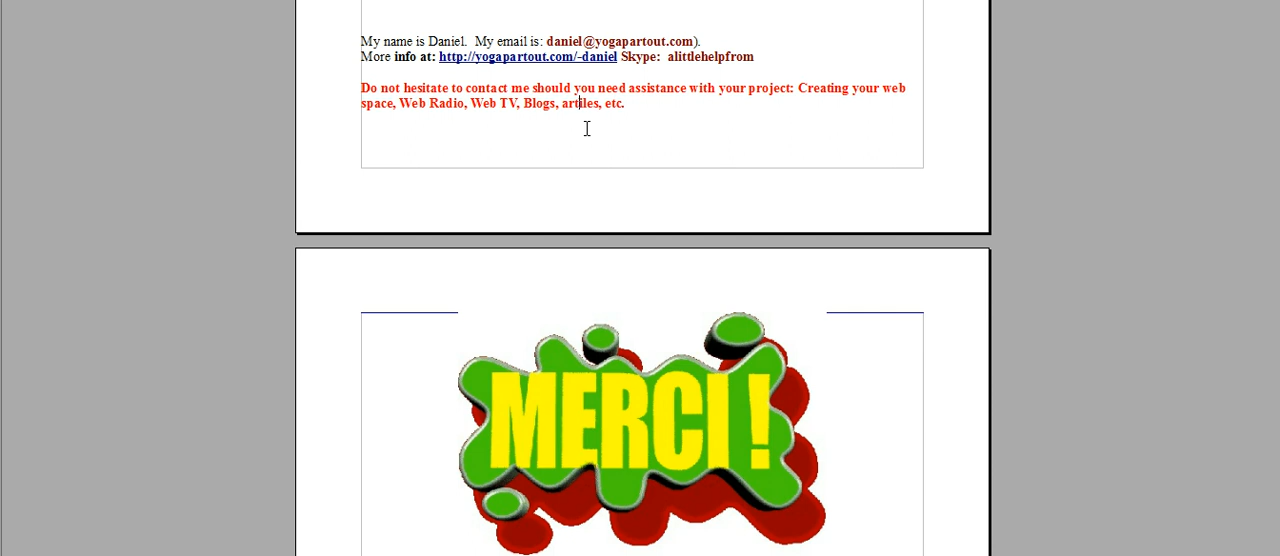 My name is Daniel.  My email is: daniel@yogapartout.com).
More info at: http://yogapartout.com/-daniel Skype:  alittlehelpfrom
Do not hesitate to contact me should you need assistance with your project: Creating your web
space, Web Radio, Web TV, Blogs, artiles, etc.
MERCI !